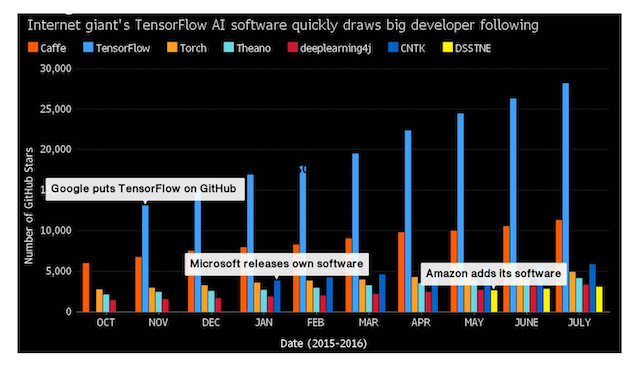 Internet giant's TensorFlow AI software quickly draws big developer following
Caffe TensorFlow Torch Theano deeplearning4j CNTK DSSTNE
Number of GitHub Stars
30,000
25,000
20,000
Google puts TensorFlow on GitHub
10,000
Microsoft releases own software
Amazon adds its software
5,000
0
OCT NOV DEC JAN FEB MAR APR MAY JUNE JULY
Date (2015-2016)